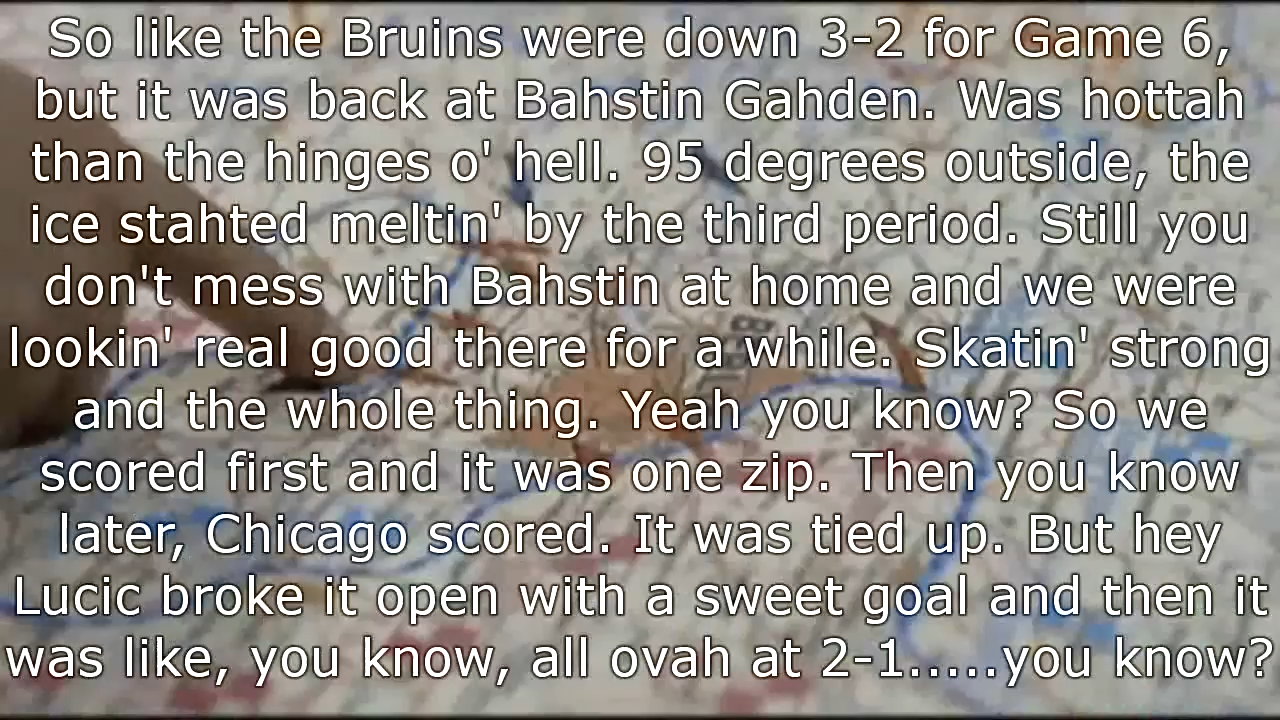 So like the Bruins were down 3-2 for Game 6,
but it was back at Bahstin Gahden. Was hottah
than the hinges o' hell. 95 degrees outside, the
ice stahted meltin' by the third period. Still you
don't mess with Bahstin at home and we were
lookin' real good there for a while. Skatin' strong
and the whole thing. Yeah you know? So we
scored first and it was one zip. Then you know
later, Chicago scored. It was tied up. But hey
Lucic broke it open with a sweet goal and then it
was like, you know, all ovah at 2-1.....you know?